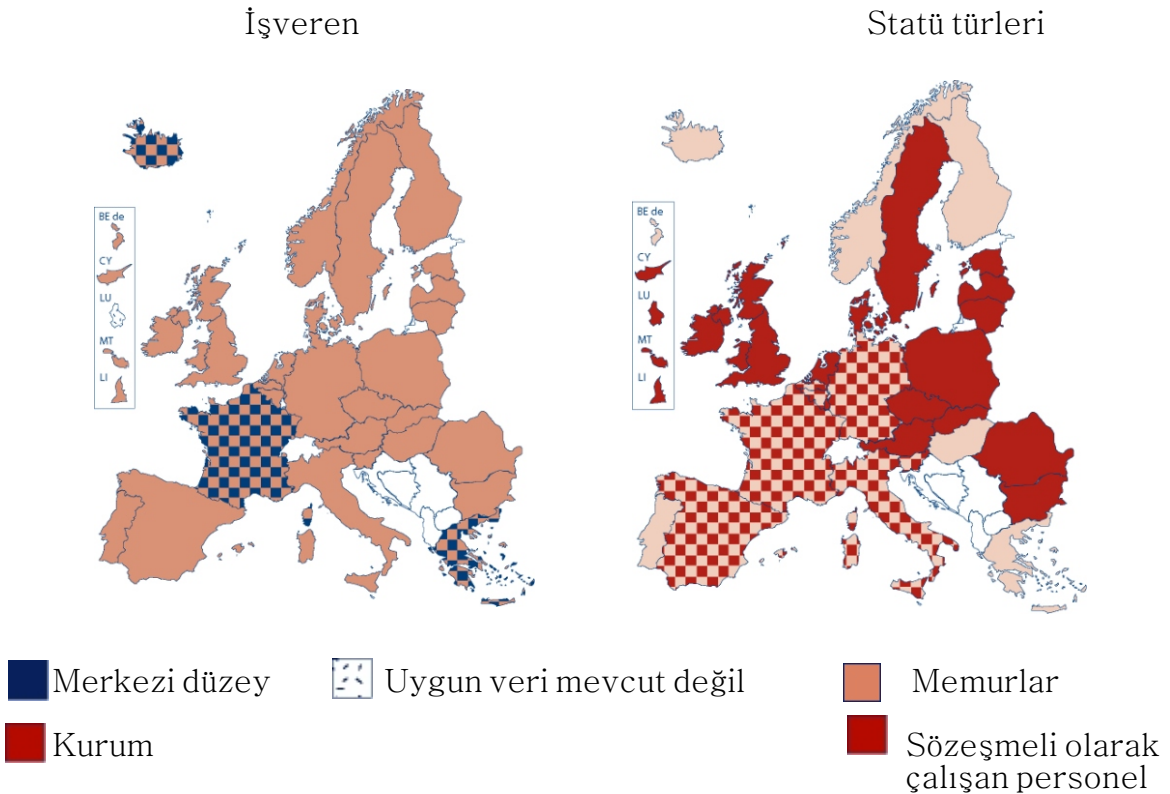 İşveren
Statü türleri
BE de
CY
LU
MT
LI
BE de
CY
LU
MT
LI
Merkezi düzey
Uygun veri mevcut değil
Memurlar
Kurum
Sözeşmeli olarak
çalışan personel